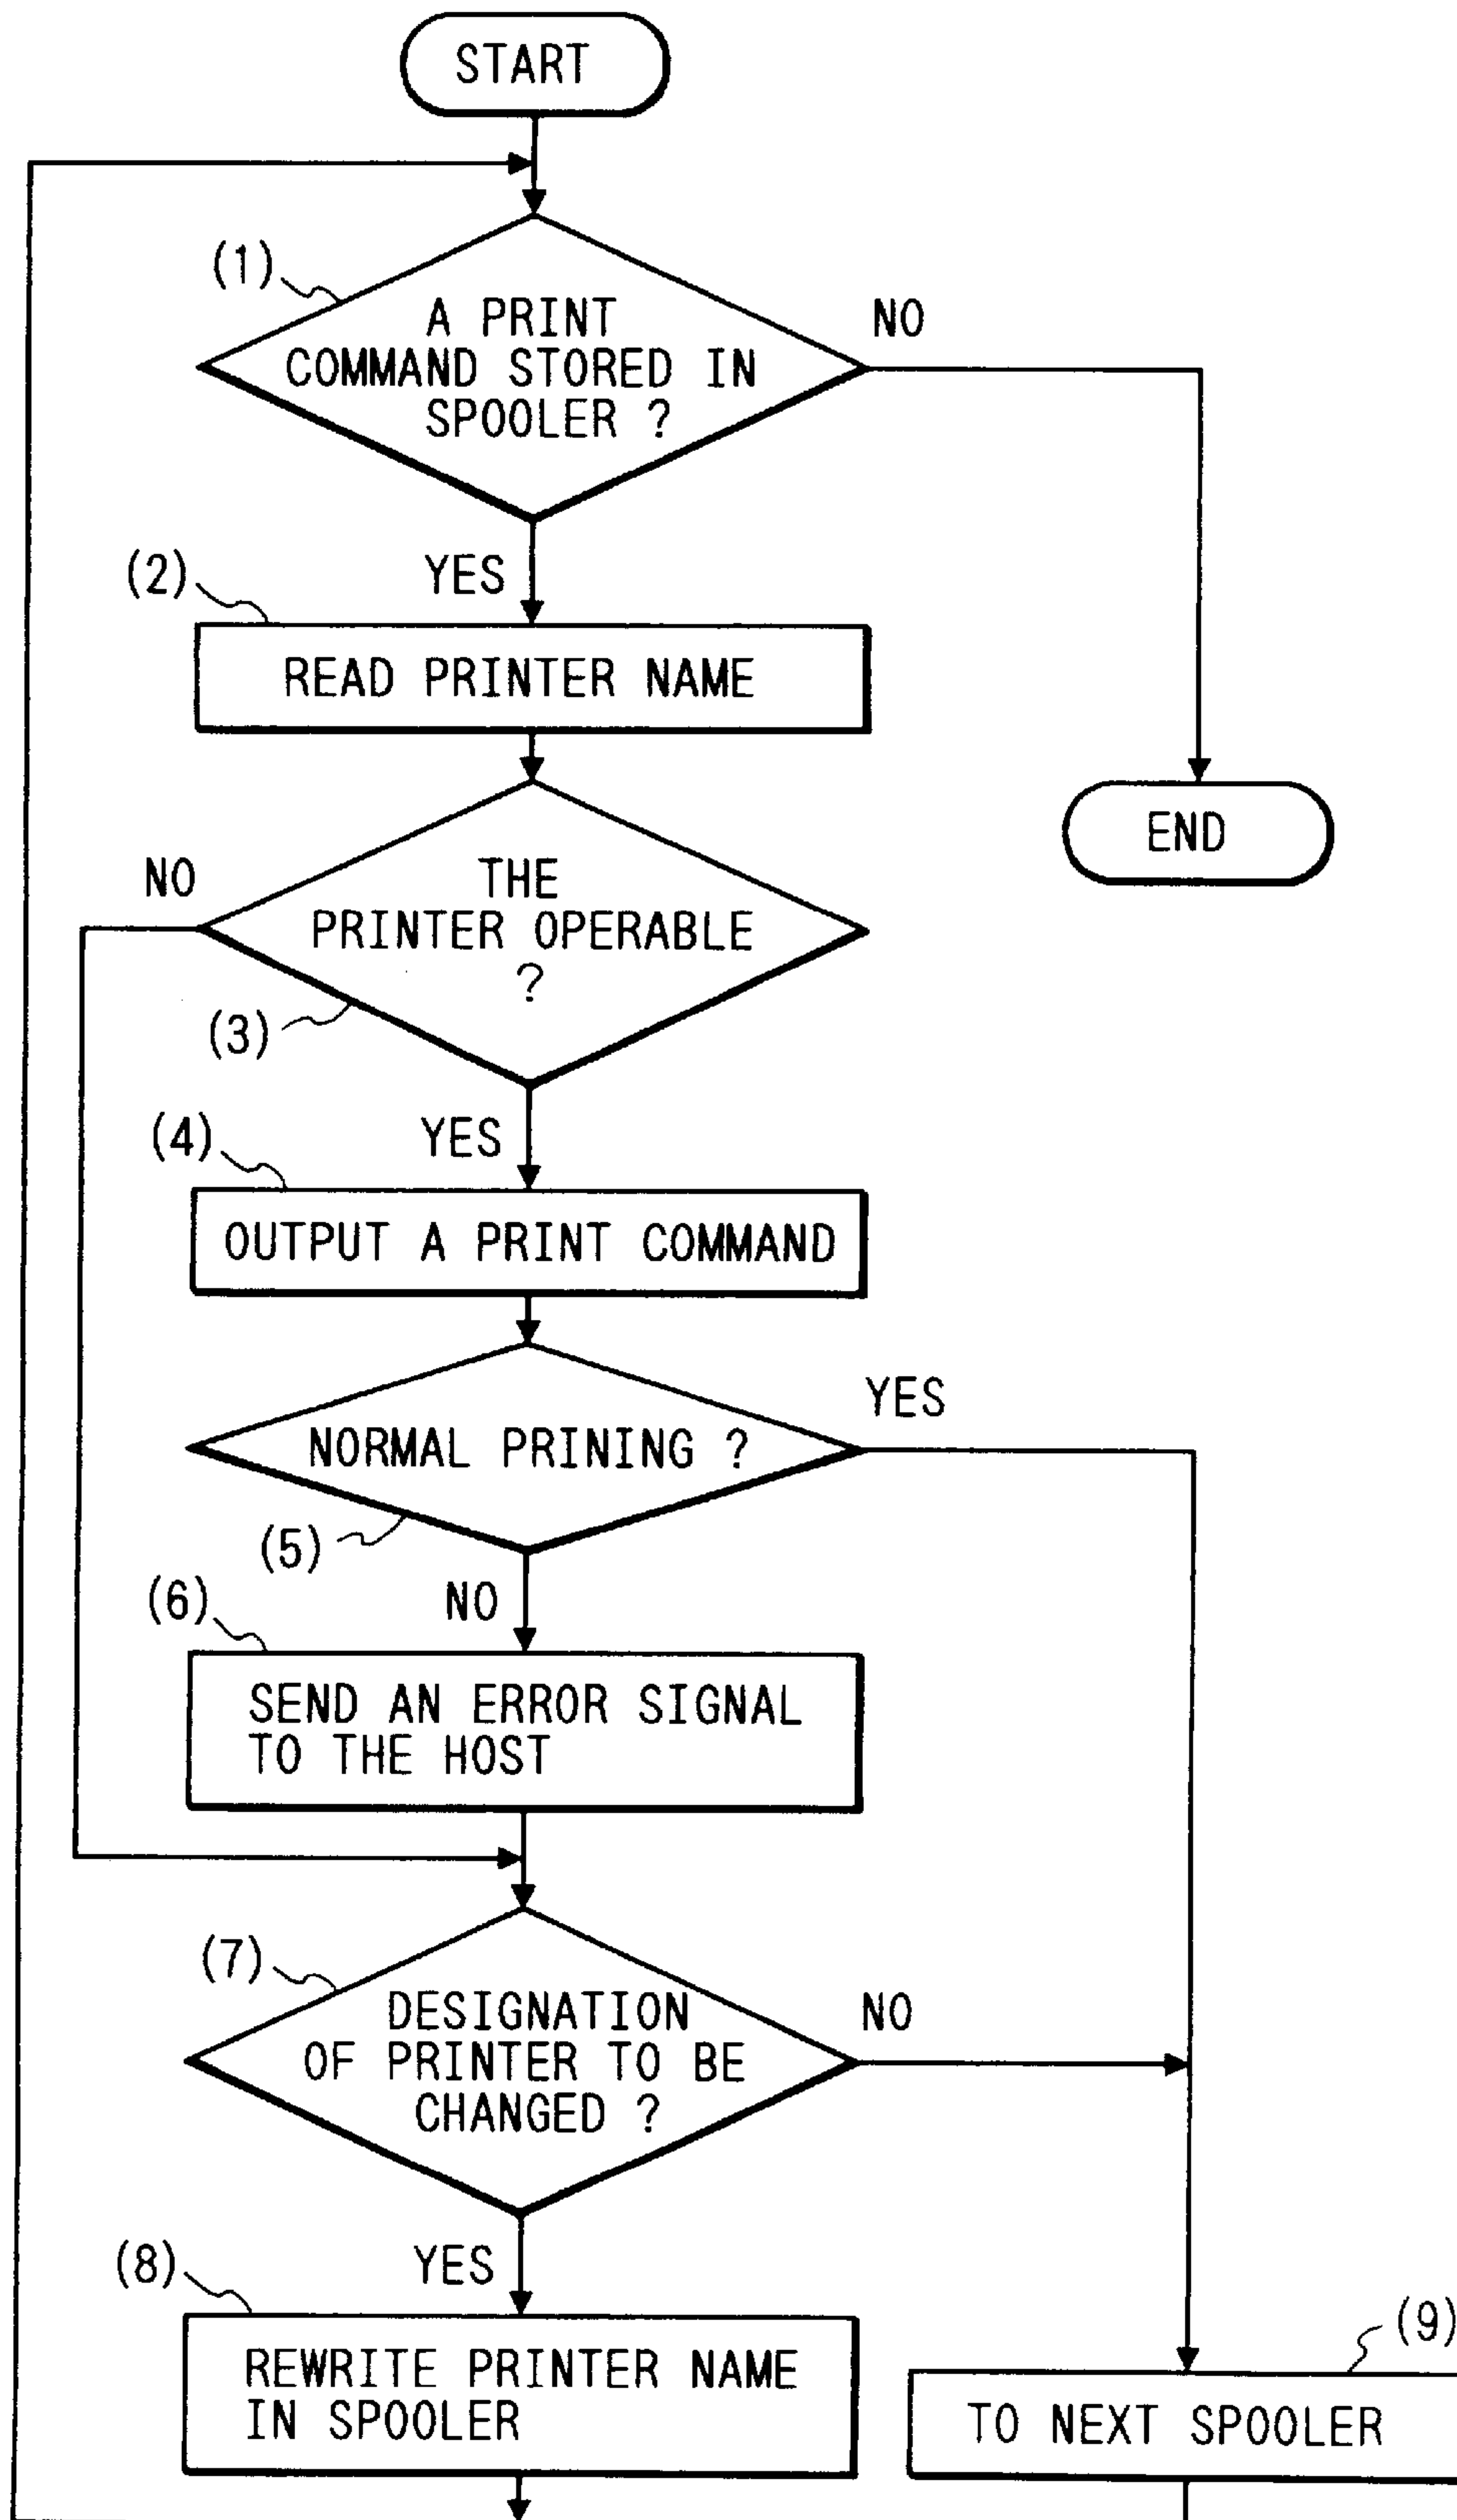 START
(1)
A PRINT
COMMAND STORED IN
SPOOLER ?
NO
YES
(2)
READ PRINTER NAME
END
NO
THE
PRINTER OPERABLE
?
(3)
YES
(4)
OUTPUT A PRINT COMMAND
YES
NORMAL PRINING ?
(5)
NO
(6)
SEND AN ERROR SIGNAL
TO THE HOST
(7)
DESIGNATION
OF PRINTER TO BE
CHANGED ?
NO
YES
(8)
REWRITE PRINTER NAME
IN SPOOLER
(9)
TO NEXT SPOOLER